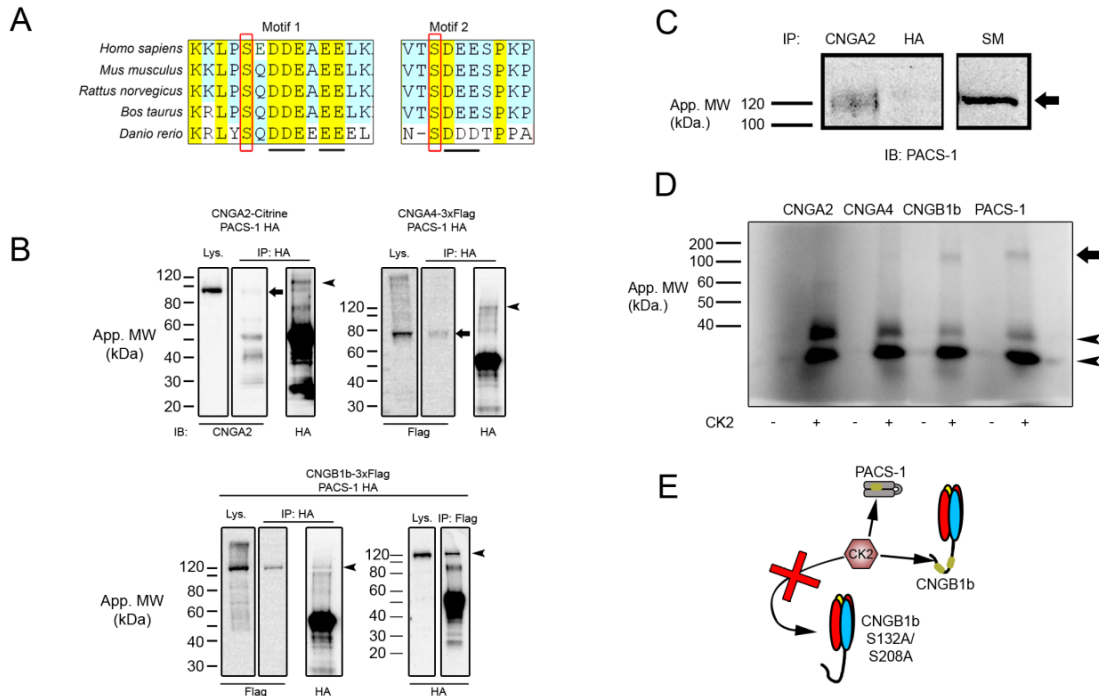 A
Motif 1 Motif 2
Homo sapiens KKLPSEDDEAEELK VTSDEESPKP
Mus musculus KKLPSQDDEAEELK VTSDEESPKP
Rattus norvegicus KKLPSQDDEAEELK VTSDEESPKP
Bos taurus KRLPSQDDEAEELK VTSDEESPKP
Danio rerio KRLYSQDDEEEEEL N-SDDDTPPA
B
CNGA2-Citrine
PACS-1 HA
Lys. IP: HA
120
80
60
50
40
30
20
App. MW
(kDa)
IB: CNGA2 HA
CNGA4-3xFlag
PACS-1 HA
Lys. IP: HA
120
80
60
50
40
30
Flag HA
CNGB1b-3xFlag
PACS-1 HA
Lys. IP: HA
120
80
60
50
40
30
App. MW
(kDa)
Flag HA
Lys. IP: Flag
120
80
60
50
40
30
20
HA
C
IP: CNGA2 HA SM
App. MW
(kDa.)
120
100
IB: PACS-1
D
CNGA2 CNGA4 CNGB1b PACS-1
200
100
60
50
40
App. MW
(kDa.)
CK2 - + - + - + - +
E
PACS-1
CK2
CNGB1b
CNGB1b
S132A/
S208A